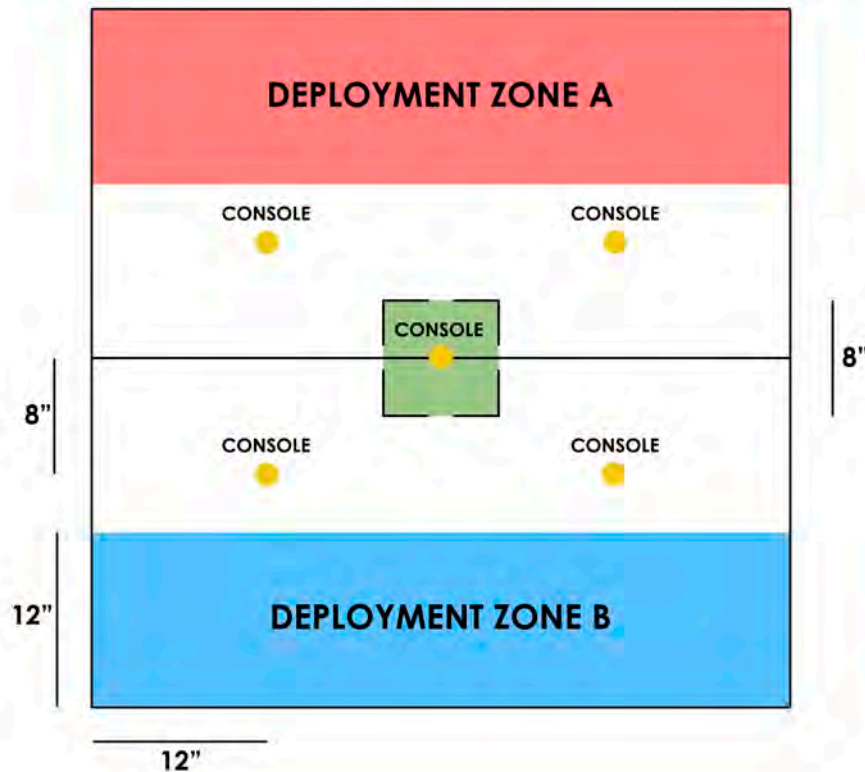 DEPLOYMENT ZONE A
CONSOLE CONSOLE
CONSOLE
8”
8”
CONSOLE CONSOLE
12”
DEPLOYMENT ZONE B
12”